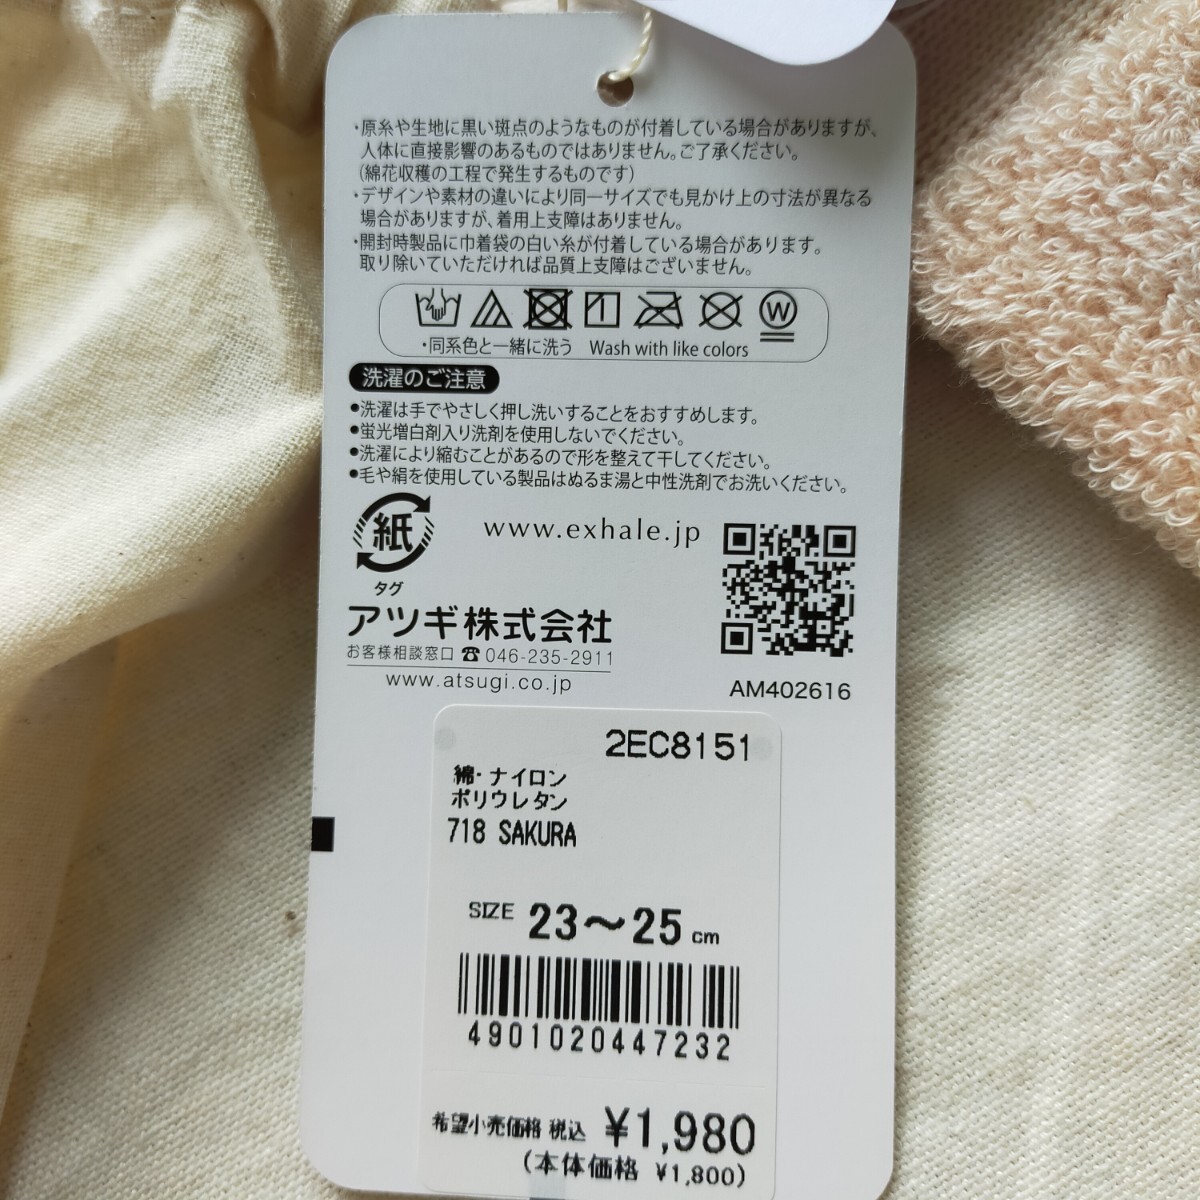 ・原糸や生地に黒い斑点のようなものが付着している場合がありますが、
人体に直接影響のあるものではありません。ご了承ください。
(綿花収穫の工程で発生するものです)
・デザインや素材の違いにより同一サイズでも見かけ上の寸法が異なる
場合がありますが、着用上支障はありません。
・開封時製品に巾着袋の白い糸が付着している場合があります。
取り除いていただければ品質上支障はございません。
W
・同系色と一緒に洗う Wash with like colors
洗濯のご注意
●洗濯は手でやさしく押し洗いすることをおすすめします。
●蛍光増白剤入り洗剤を使用しないでください。
●洗濯により縮むことがあるので形を整えて干してください。
●毛や絹を使用している製品はぬるま湯と中性洗剤でお洗いください。
紙
タグ
www.exhale.jp
アツギ株式会社
お客様相談窓口 ☎ 046-235-2911
www.atsugi.co.jp
AM402616
2EC8151
綿・ナイロン
ポリウレタン
718 SAKURA
SIZE 23～25 cm
4901020447232
希望小売価格 税込 ¥1,980
(本体価格 ¥1,800)